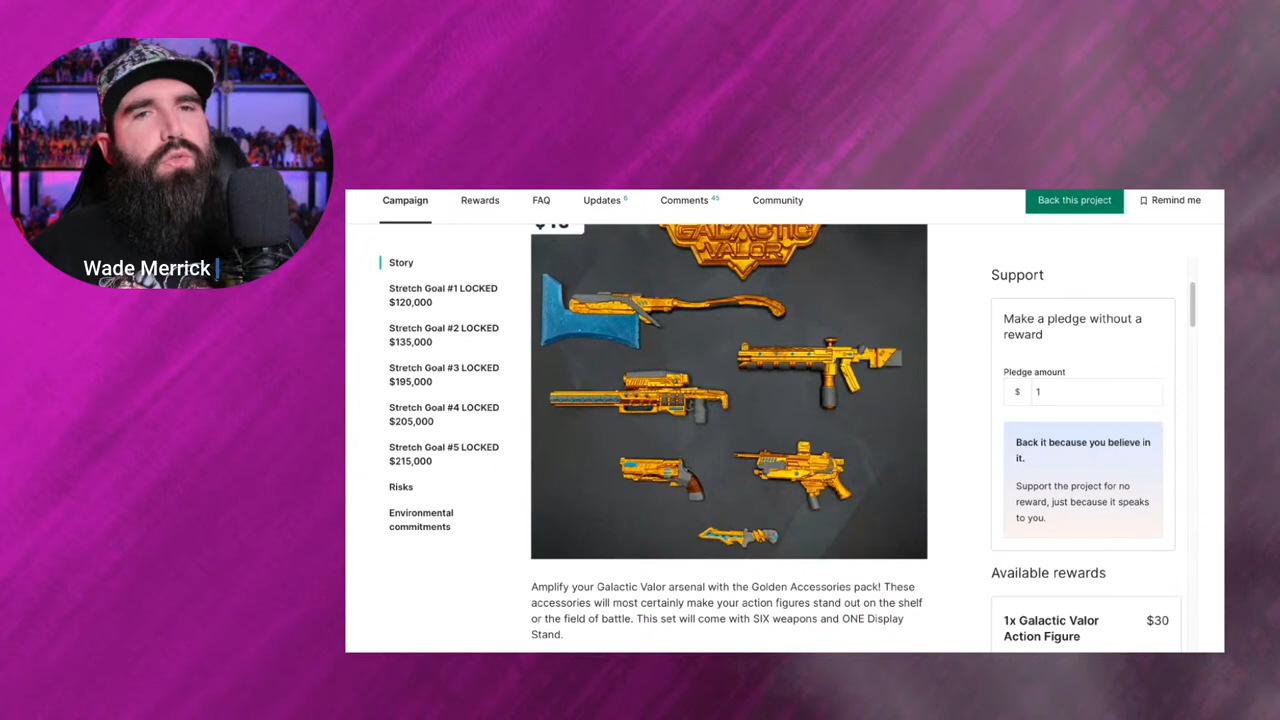 Wade Merrick
Campaign
Rewards
FAQ
Updates 6
Comments 45
Community
Back this project
Remind me
Story
Stretch Goal #1 LOCKED
$120,000
Stretch Goal #2 LOCKED
$135,000
Stretch Goal #3 LOCKED
$195,000
Stretch Goal #4 LOCKED
$205,000
Stretch Goal #5 LOCKED
$215,000
Risks
Environmental
commitments
GALACTIC
VALOR
Amplify your Galactic Valor arsenal with the Golden Accessories pack! These
accessories will most certainly make your action figures stand out on the shelf
or the field of battle. This set will come with SIX weapons and ONE Display
Stand.
Support
Make a pledge without a
reward
Pledge amount
$ 1
Back it because you believe in
it.
Support the project for no
reward, just because it speaks
to you.
Available rewards
1x Galactic Valor $30
Action Figure